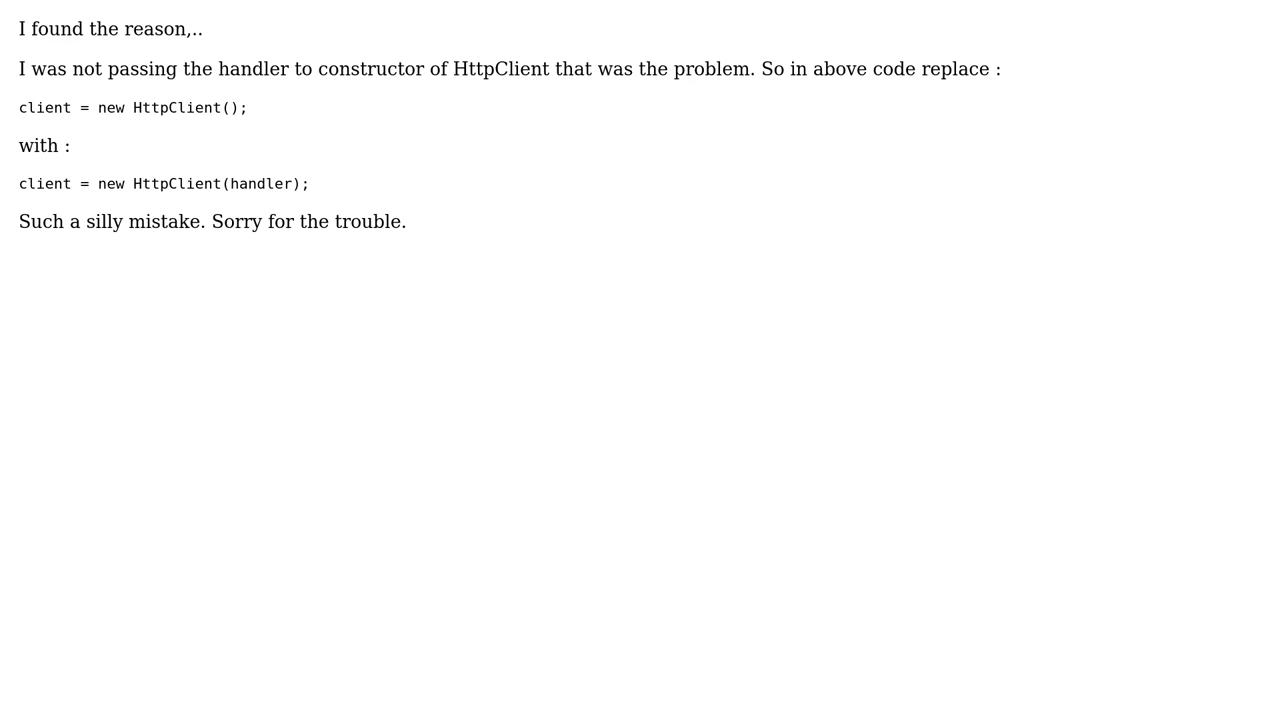 I found the reason,..
I was not passing the handler to constructor of HttpClient that was the problem. So in above code replace :
client = new HttpClient();
with :
client = new HttpClient(handler);
Such a silly mistake. Sorry for the trouble.